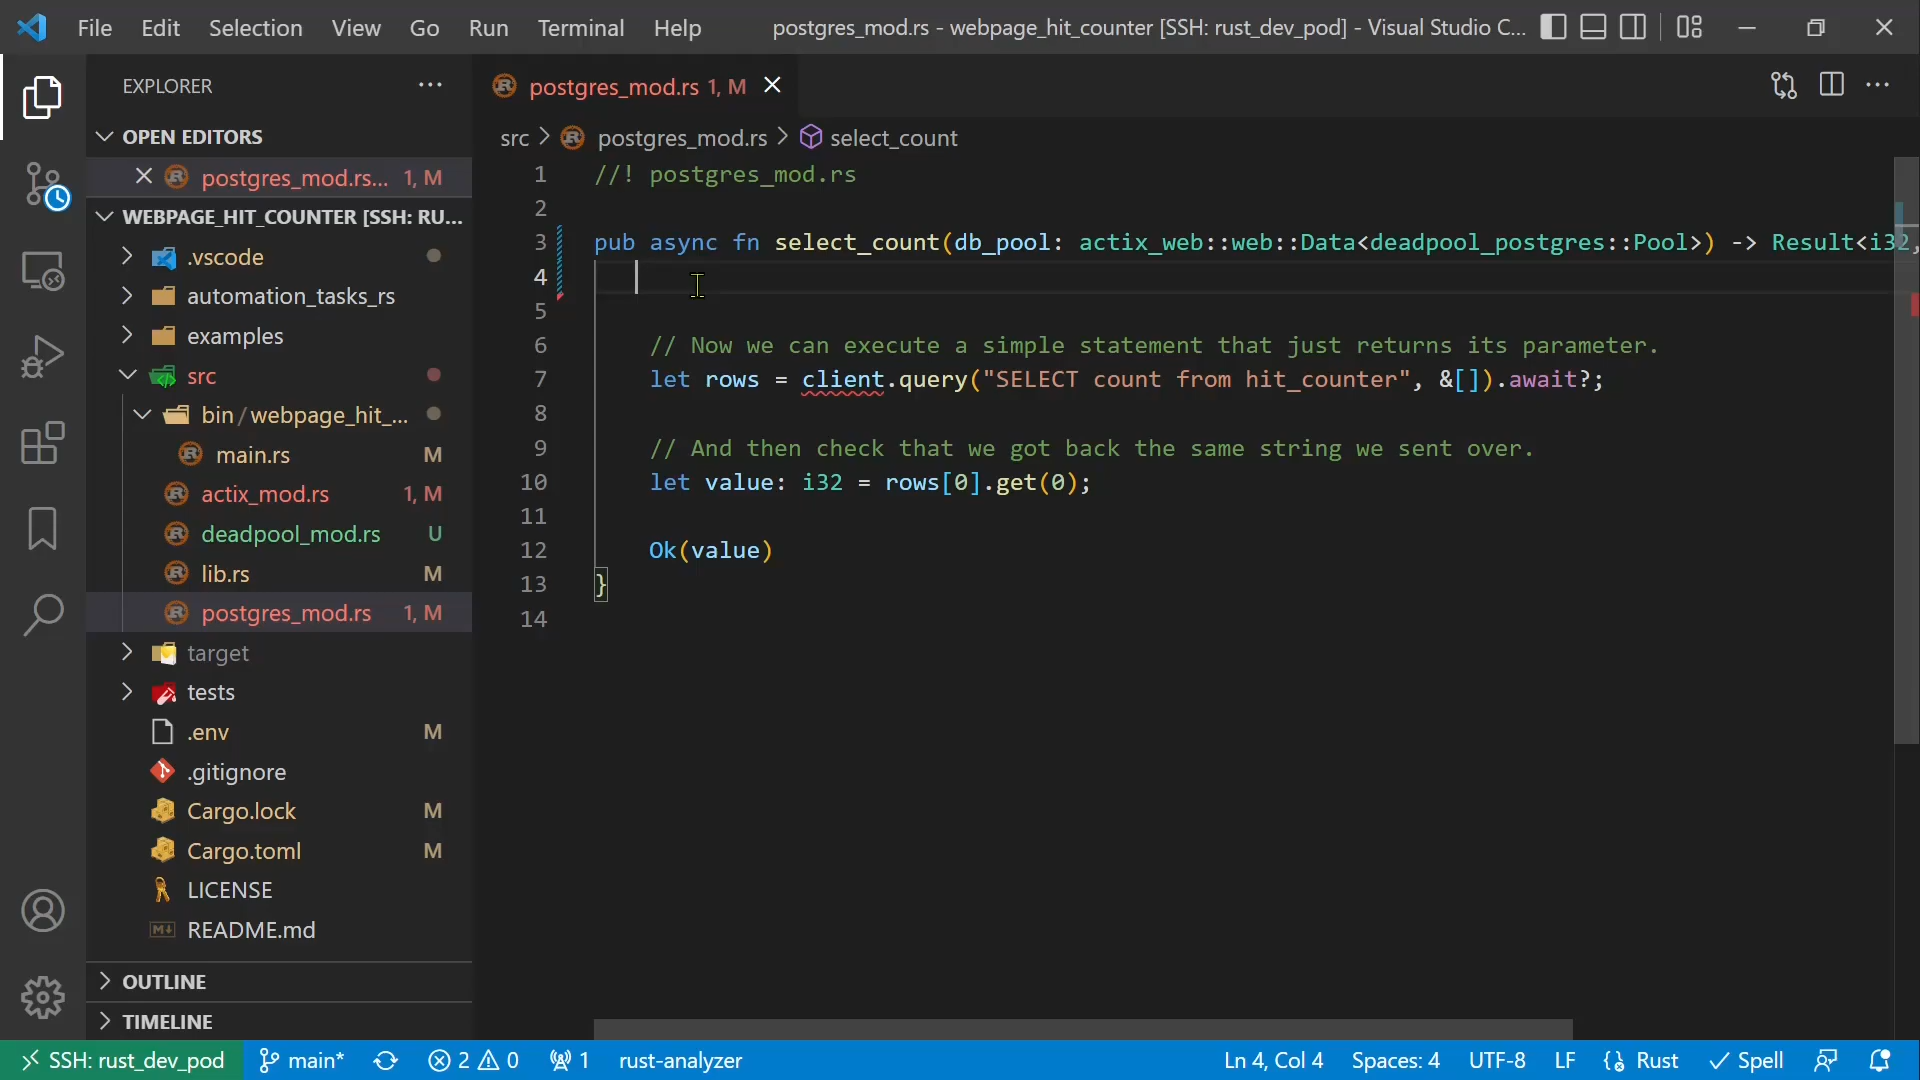 File Edit Selection View Go Run Terminal Help postgres_mod.rs - webpage_hit_counter [SSH: rust_dev_pod] - Visual Studio C...
EXPLORER ...
OPEN EDITORS
postgres_mod.rs... 1, M
WEBPAGE_HIT_COUNTER [SSH: RU...
.vscode
automation_tasks_rs
examples
src
bin/webpage_hit_...
main.rs M
actix_mod.rs 1, M
deadpool_mod.rs U
lib.rs M
postgres_mod.rs 1, M
target
tests
.env M
.gitignore
Cargo.lock M
Cargo.toml M
LICENSE
README.md
OUTLINE
TIMELINE
postgres_mod.rs 1, M
src > postgres_mod.rs > select_count
1 //! postgres_mod.rs
2
3 pub async fn select_count(db_pool: actix_web::web::Data<deadpool_postgres::Pool>) -> Result<i32,
4
5
6 // Now we can execute a simple statement that just returns its parameter.
7 let rows = client.query("SELECT count from hit_counter", &[]).await?;
8
9 // And then check that we got back the same string we sent over.
10 let value: i32 = rows[0].get(0);
11
12 Ok(value)
13 }
14
SSH: rust_dev_pod main* 2 0 1 rust-analyzer Ln 4, Col 4 Spaces: 4 UTF-8 LF Rust Spell